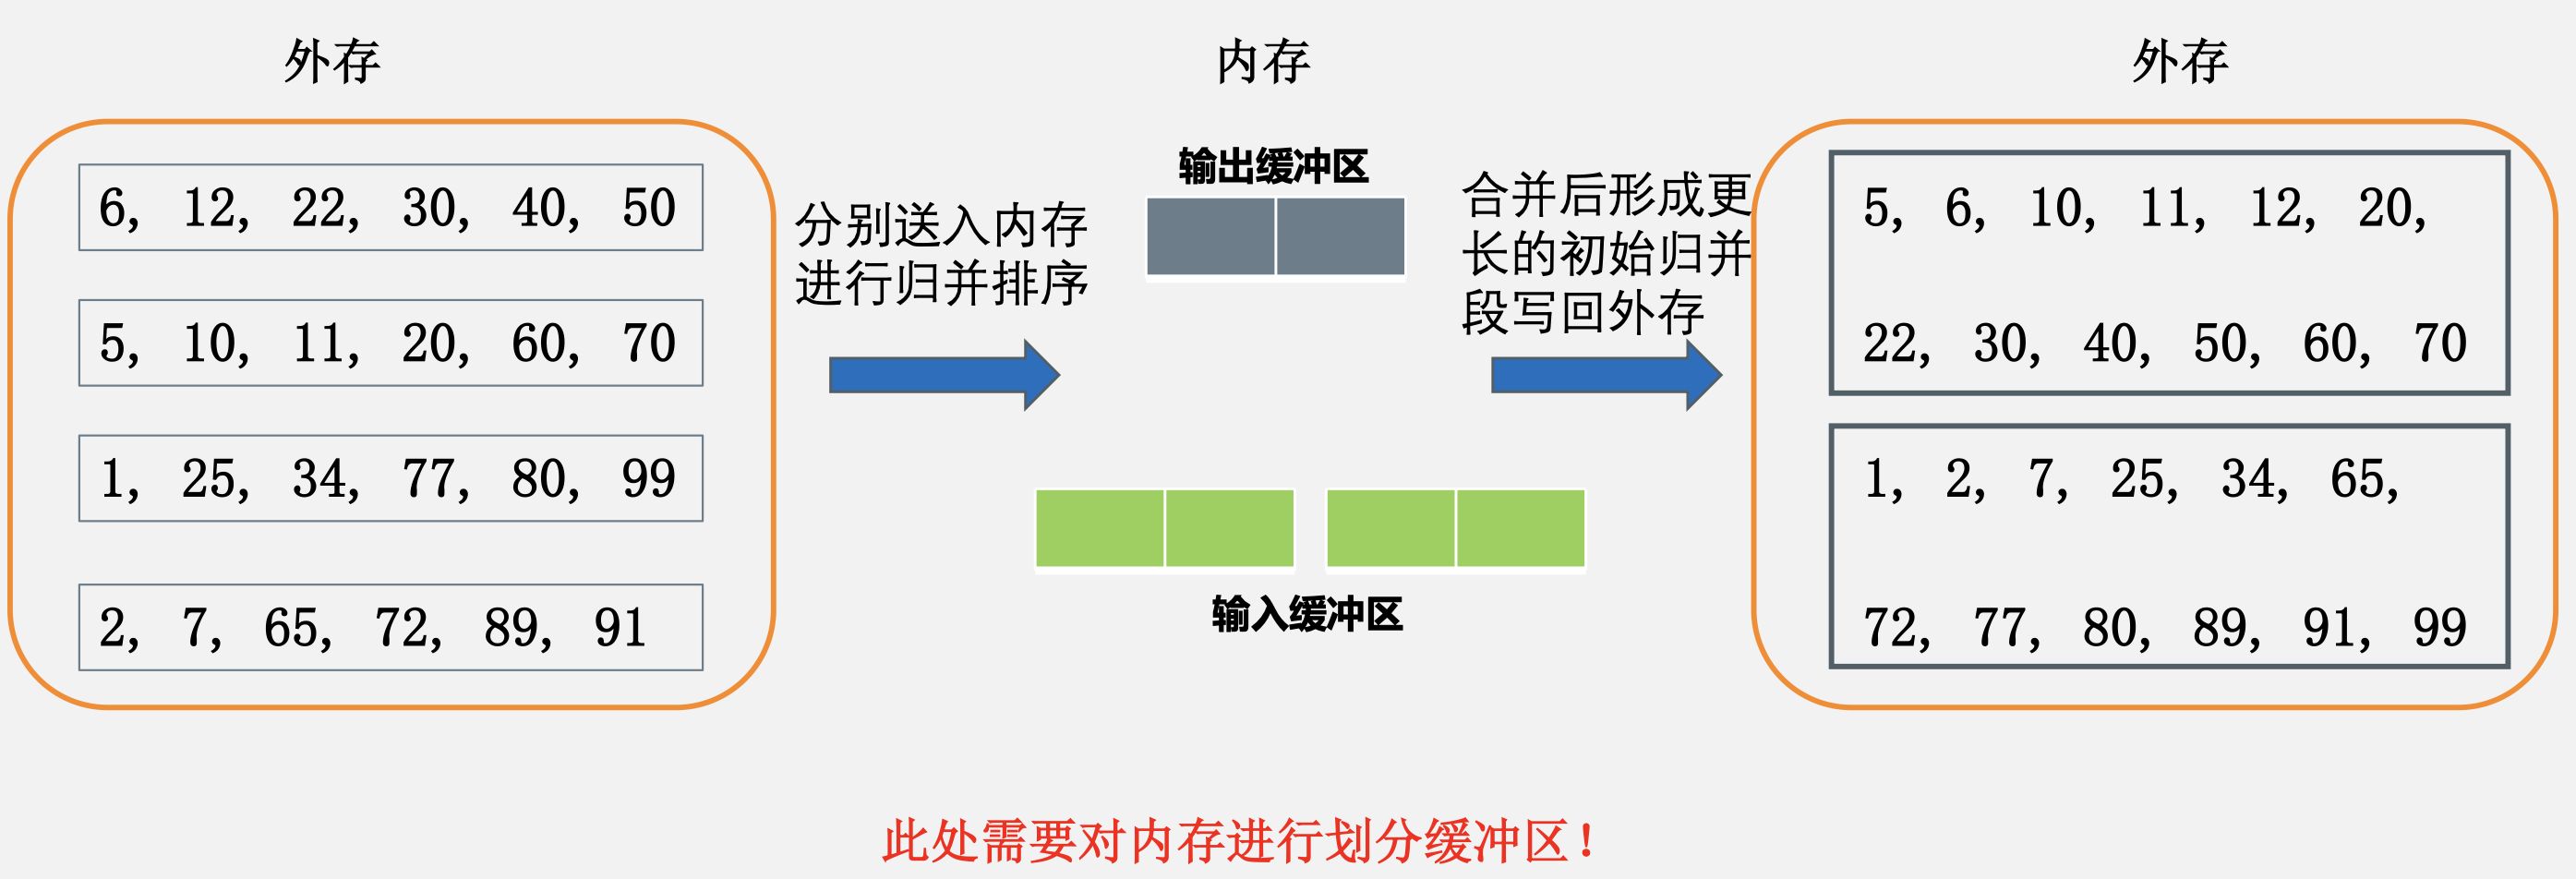 外存
6, 12, 22, 30, 40, 50
5, 10, 11, 20, 60, 70
1, 25, 34, 77, 80, 99
2, 7, 65, 72, 89, 91
分别送入内存
进行归并排序
内存
输出缓冲区
输入缓冲区
合并后形成更
长的初始归并
段写回外存
外存
5, 6, 10, 11, 12, 20,
22, 30, 40, 50, 60, 70
1, 2, 7, 25, 34, 65,
72, 77, 80, 89, 91, 99
此处需要对内存进行划分缓冲区！